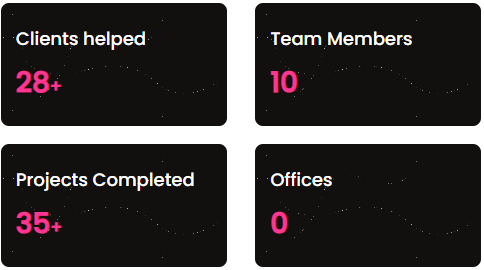 Clients helped
28+
Team Members
10
Projects Completed
35+
Offices
0